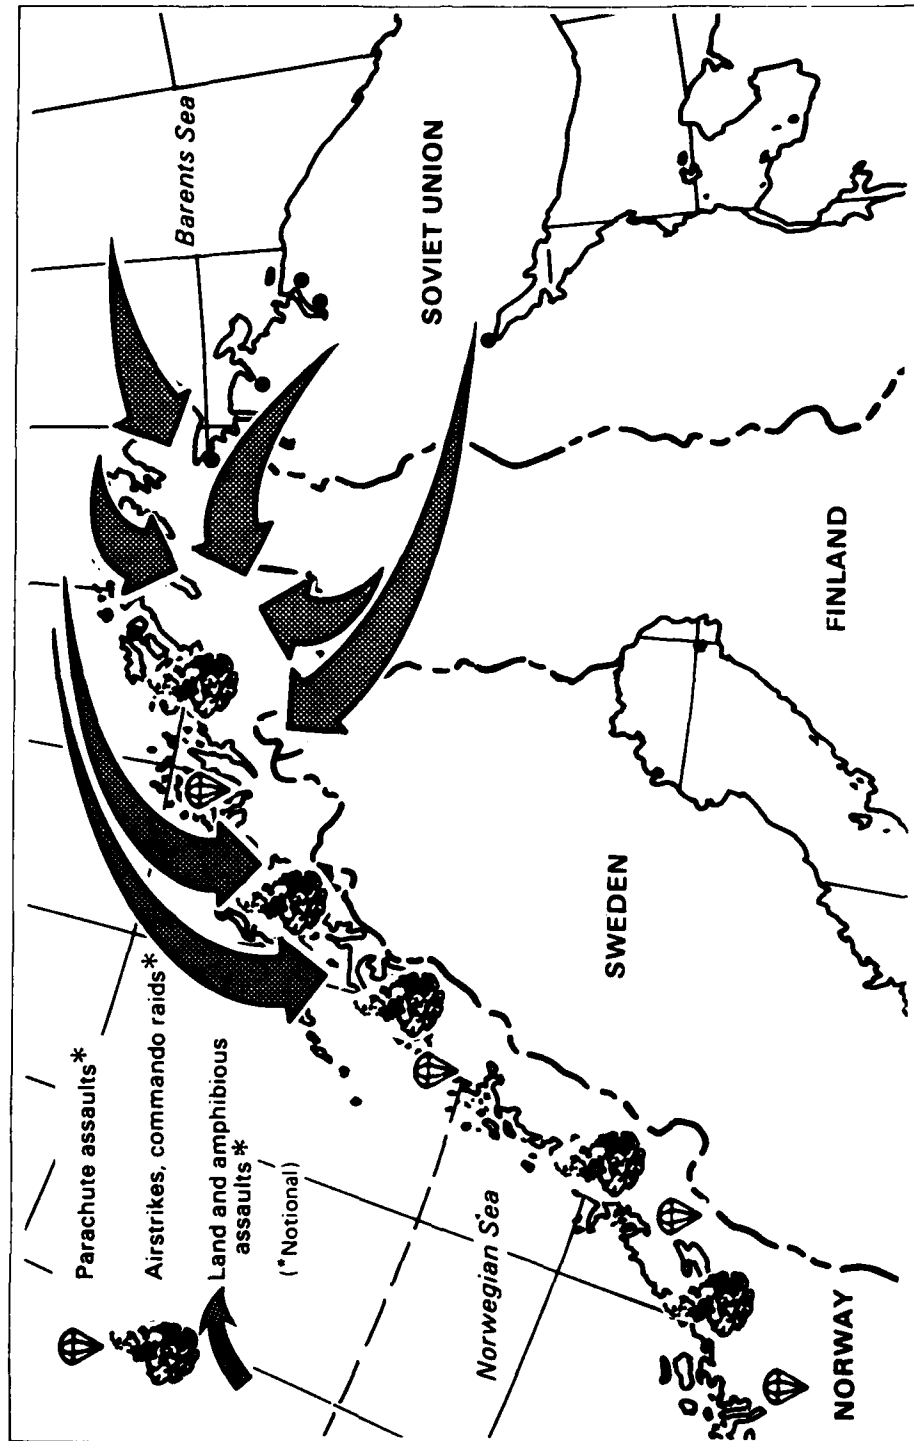 Parachute assaults*
Airstrikes, commando raids*
Land and amphibious
assaults*
(*Notional)
Barents Sea
Norwegian Sea
SOVIET UNION
FINLAND
SWEDEN
NORWAY